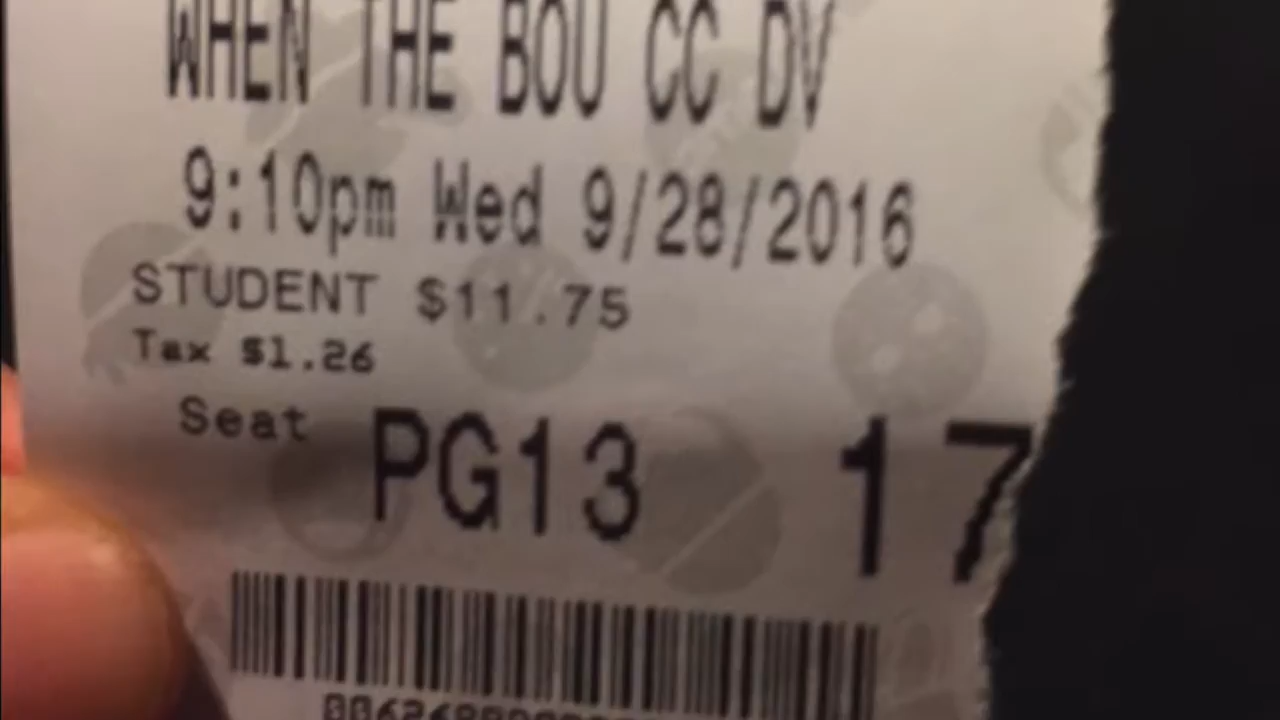 WHEN THE BOU CC DV
9:10pm Wed 9/28/2016
STUDENT $11.75
Tax $1.26
Seat PG13 17